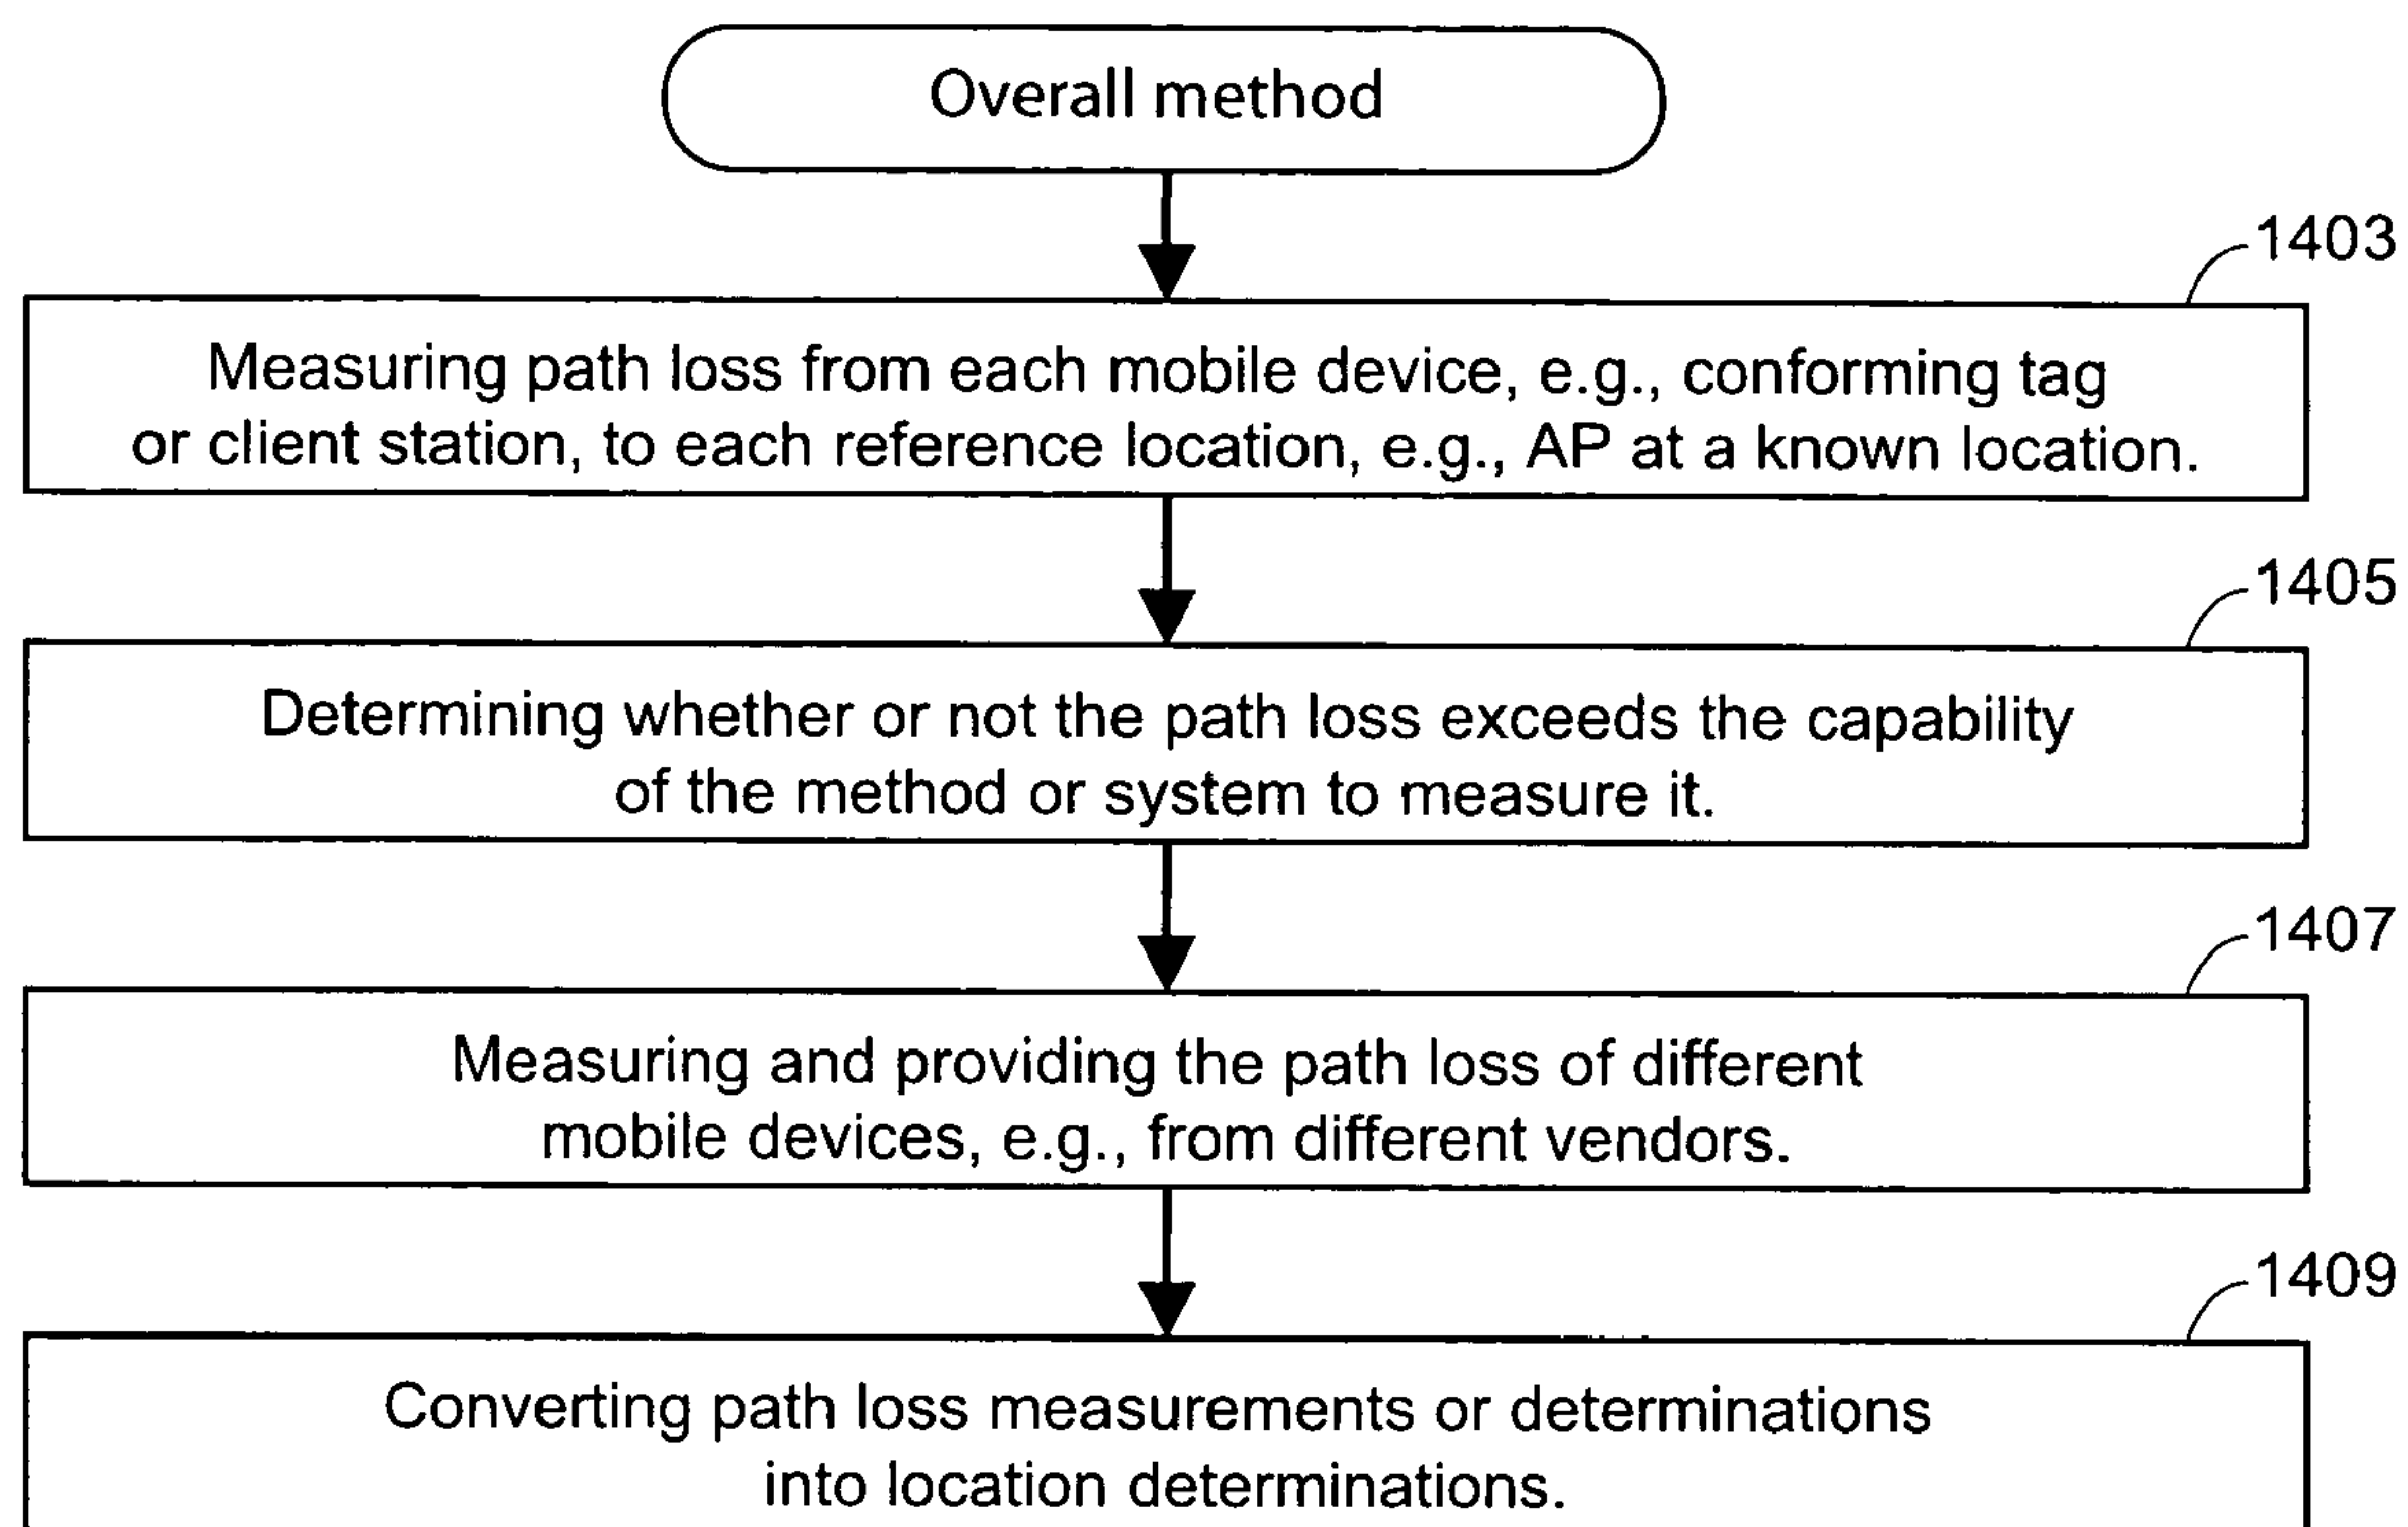 Overall method
1403
Measuring path loss from each mobile device, e.g., conforming tag
or client station, to each reference location, e.g., AP at a known location.
1405
Determining whether or not the path loss exceeds the capability
of the method or system to measure it.
1407
Measuring and providing the path loss of different
mobile devices, e.g., from different vendors.
1409
Converting path loss measurements or determinations
into location determinations.